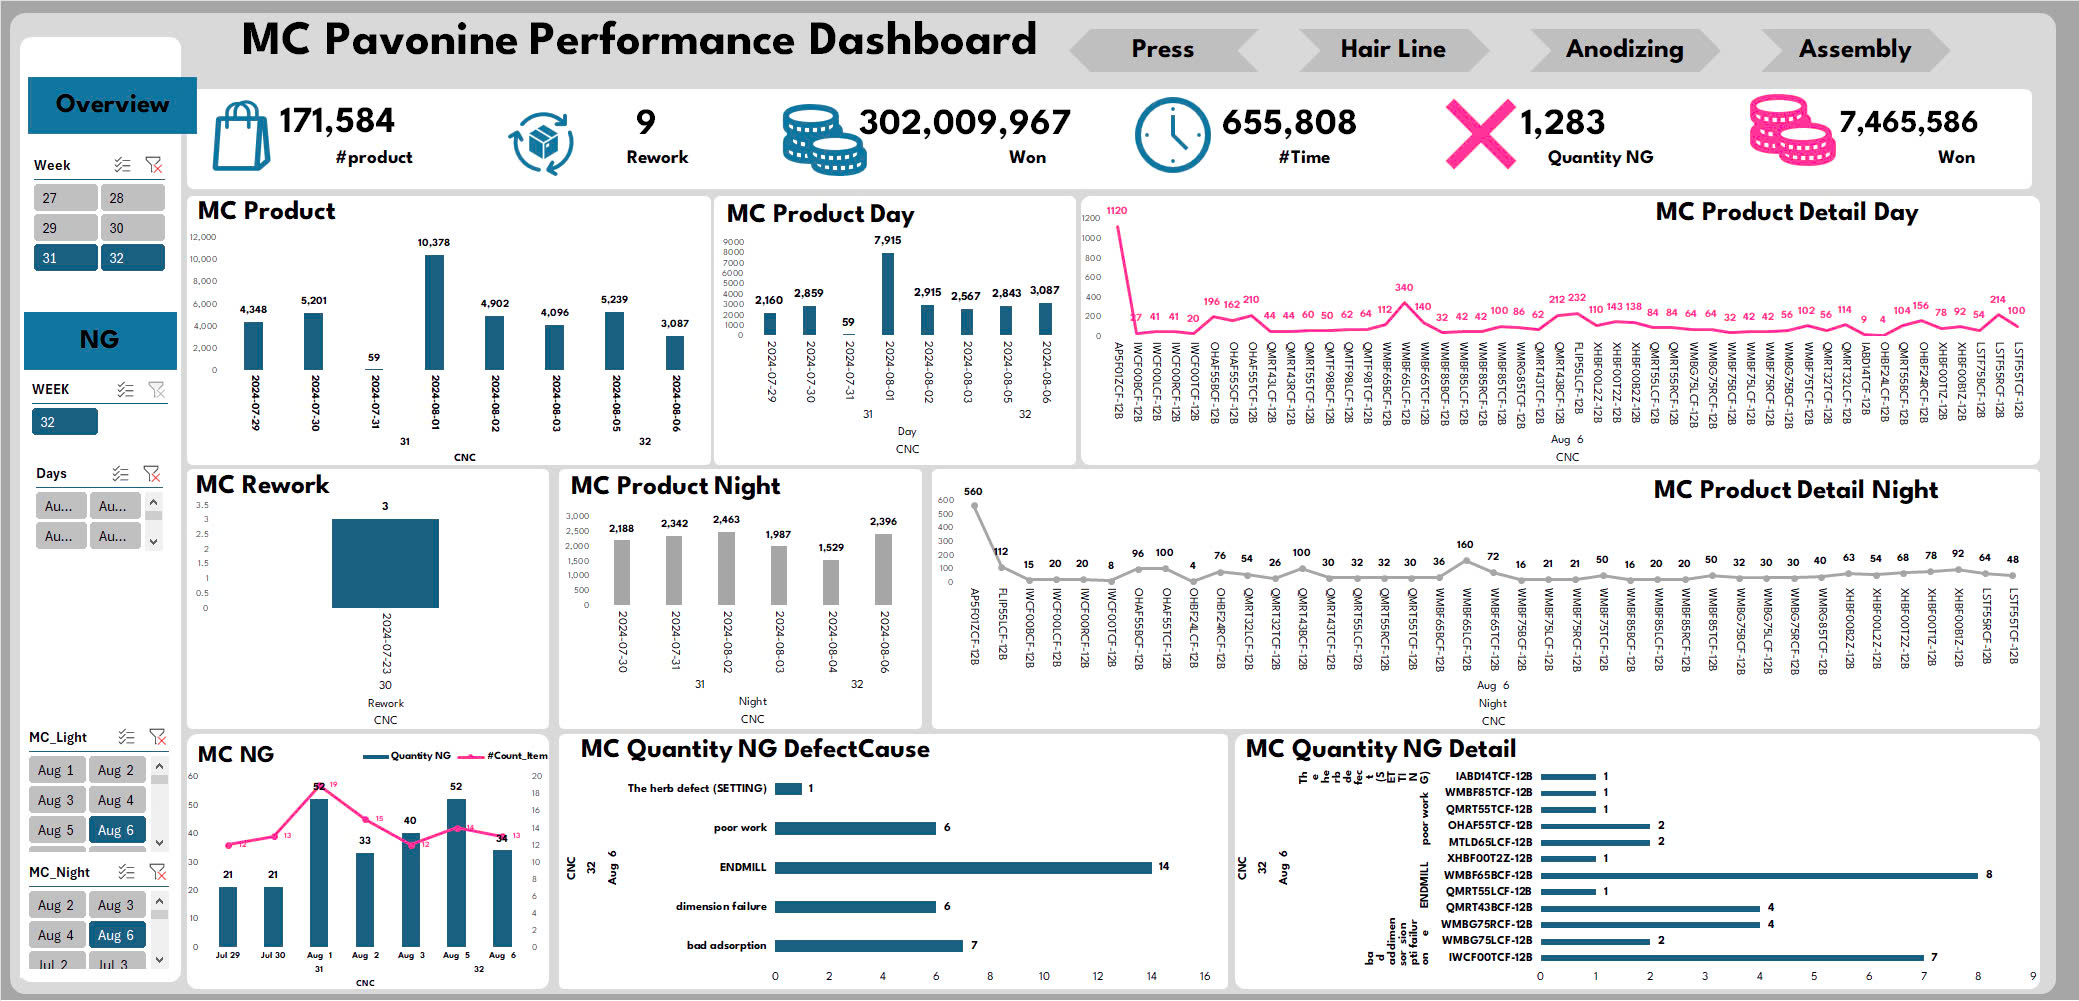 MC Pavonine Performance Dashboard
Press
Hair Line
Anodizing
Assembly
Overview
171,584
#product
9
Rework
302,009,967
Won
655,808
#Time
1,283
Quantity NG
7,465,586
Won
Week
27 28
29 30
31 32
NG
WEEK
32
Days
Au... Au...
Au... Au...
MC_Light
Aug 1 Aug 2
Aug 3 Aug 4
Aug 5 Aug 6
MC_Night
Aug 2 Aug 3
Aug 4 Aug 6
Jul 2 Jul 3
MC Product
12,000
10,000
8,000
6,000
4,000
2,000
0
4,348 5,201 59 10,378 4,902 4,096 5,239 3,087
2024-07-29 2024-07-30 2024-07-31 2024-08-01 2024-08-02 2024-08-03 2024-08-05 2024-08-06
31 32
CNC
MC Product Day
9000
8000
7000
6000
5000
4000
3000
2000
1000
0
2,160 2,859 59 7,915 2,915 2,567 2,843 3,087
2024-07-29 2024-07-30 2024-07-31 2024-08-01 2024-08-02 2024-08-03 2024-08-05 2024-08-06
31 32
Day
CNC
MC Product Detail Day
1200
1000
800
600
400
200
0
1120 27 41 41 20 196 162 210 44 44 60 50 62 64 112 340 140 32 42 42 100 86 62 212 232 110 143 138 84 84 64 64 32 42 42 56 102 56 114 9 4 104 156 78 92 54 214 100
AP5F01ZCF-12B IWCF00BCF-12B IWCF00LCF-12B IWCF00RCF-12B IWCF00TCF-12B OHAF55BCF-12B OHAF55SCF-12B OHAF55TCF-12B QMRT43LCF-12B QMRT43RCF-12B QMRT55TCF-12B QMTF98BCF-12B QMTF98LCF-12B QMTF98TCF-12B WMBF65BCF-12B WMBF65LCF-12B WMBF65TCF-12B WMBF85BCF-12B WMBF85LCF-12B WMBF85RCF-12B WMBF85TCF-12B WMRG85TCF-12B QMRT43TCF-12B QMRT43BCF-12B FLIP55LCF-12B XHBF00L2Z-12B XHBF00T2Z-12B XHBF00B2Z-12B QMRT55LCF-12B QMRT55RCF-12B WMBG75LCF-12B WMBG75RCF-12B WMBF75BCF-12B WMBF75LCF-12B WMBF75RCF-12B WMBG75BCF-12B WMBF75TCF-12B QMRT32TCF-12B QMRT32LCF-12B IABD14TCF-12B OHBF24LCF-12B QMRT55BCF-12B OHBF24RCF-12B XHBF00T1Z-12B XHBF00B1Z-12B LSTF75BCF-12B LSTF55RCF-12B LSTF55TCF-12B
Aug 6
CNC
MC Rework
3.5
3
2.5
2
1.5
1
0.5
0
3
2024-07-23
30
Rework
CNC
MC Product Night
3,000
2,500
2,000
1,500
1,000
500
0
2,188 2,342 2,463 1,987 1,529 2,396
2024-07-30 2024-07-31 2024-08-02 2024-08-03 2024-08-04 2024-08-06
31 32
Night
CNC
MC Product Detail Night
600
500
400
300
200
100
0
560 112 15 20 20 8 96 100 4 76 54 26 100 30 32 32 30 36 160 72 16 21 21 50 16 20 20 50 32 30 30 40 63 54 68 78 92 64 48
AP5F01ZCF-12B FLIP55LCF-12B IWCF00BCF-12B IWCF00LCF-12B IWCF00RCF-12B IWCF00TCF-12B OHAF55BCF-12B OHAF55TCF-12B OHBF24LCF-12B OHBF24RCF-12B QMRT32LCF-12B QMRT32TCF-12B QMRT43BCF-12B QMRT43TCF-12B QMRT55LCF-12B QMRT55RCF-12B QMRT55TCF-12B WMBF65BCF-12B WMBF65LCF-12B WMBF65TCF-12B WMBF75BCF-12B WMBF75LCF-12B WMBF75RCF-12B WMBF75TCF-12B WMBF85BCF-12B WMBF85LCF-12B WMBF85RCF-12B WMBF85TCF-12B WMBG75BCF-12B WMBG75LCF-12B WMBG75RCF-12B WMRG85TCF-12B XHBF00B2Z-12B XHBF00L2Z-12B XHBF00T2Z-12B XHBF00T1Z-12B XHBF00B1Z-12B LSTF55RCF-12B LSTF55TCF-12B
Aug 6
Night
CNC
MC NG
Quantity NG #Count_Item
60
50
40
30
20
10
0
20
18
16
14
12
10
8
6
4
2
0
21 21 52 33 40 52 34
12 13 19 15 12 14 13
Jul 29 Jul 30 Aug 1 Aug 2 Aug 3 Aug 5 Aug 6
31 32
CNC
MC Quantity NG DefectCause
The herb defect (SETTING) 1
poor work 6
ENDMILL 14
dimension failure 6
bad adsorption 7
CNC
32
Aug 6
0 2 4 6 8 10 12 14 16
MC Quantity NG Detail
The herb defect (SETTING)
poor work
ENDMILL
dimension failure
bad adsorption
CNC
32
Aug 6
IABD14TCF-12B 1
WMBF85TCF-12B 1
QMRT55TCF-12B 1
OHAF55TCF-12B 2
MTLD65LCF-12B 2
XHBF00T2Z-12B 1
WMBF65BCF-12B 8
QMRT55LCF-12B 1
QMRT43BCF-12B 4
WMBG75RCF-12B 4
WMBG75LCF-12B 2
IWCF00TCF-12B 7
0 1 2 3 4 5 6 7 8 9